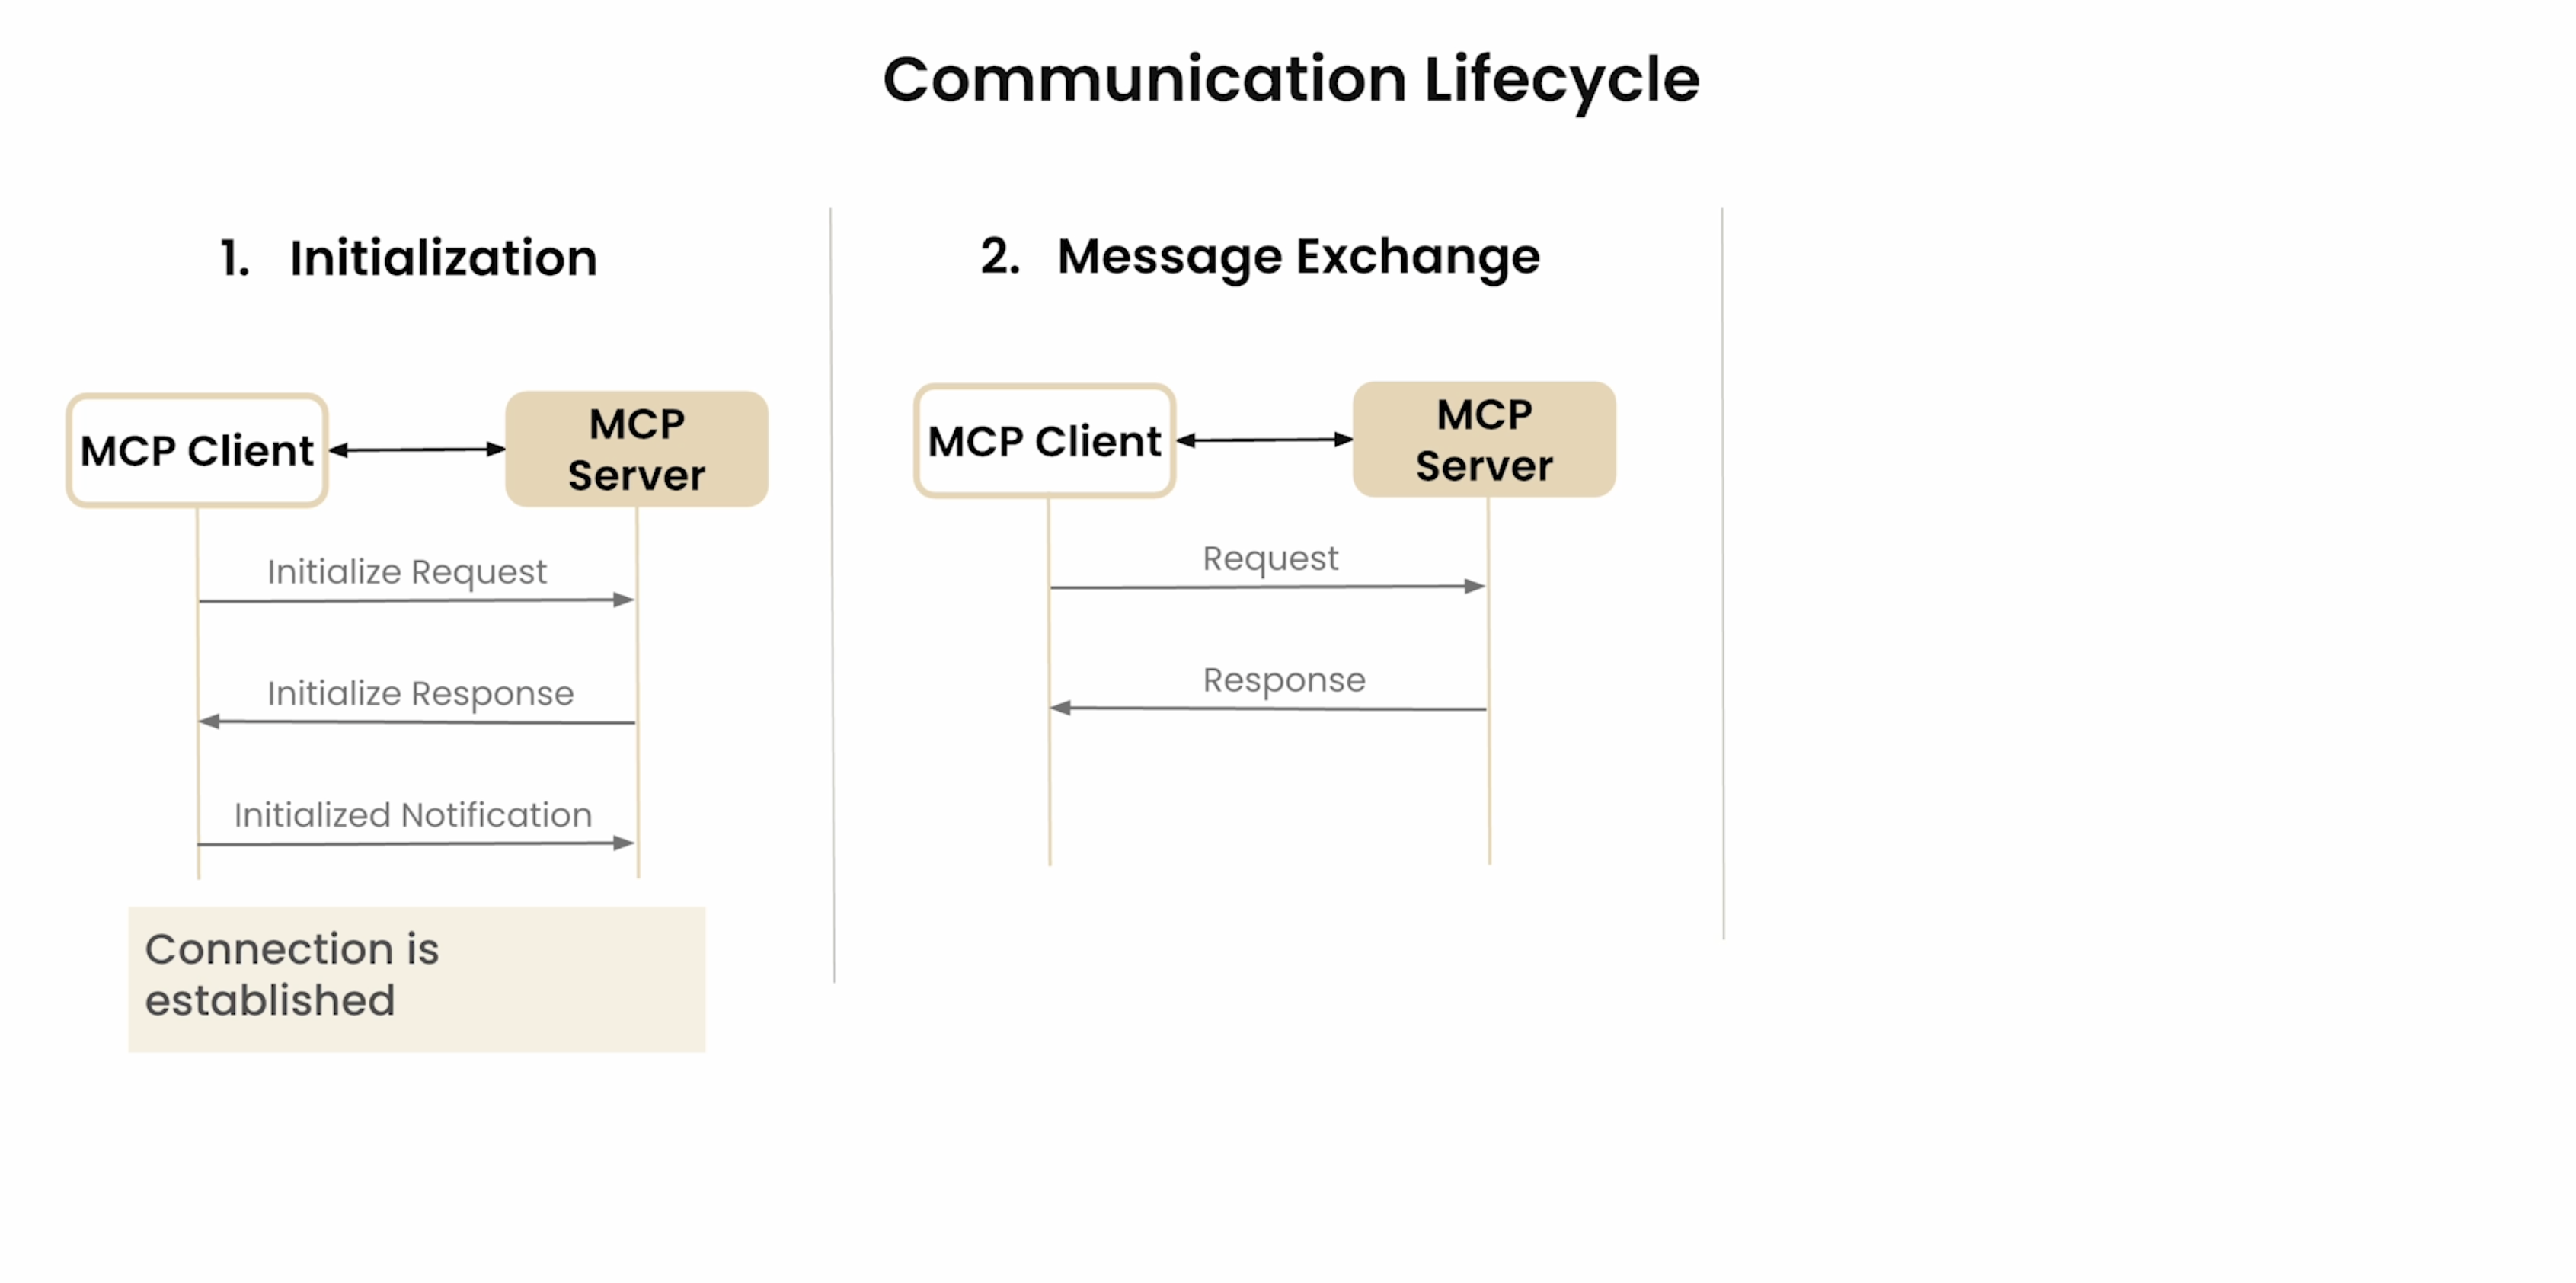 Communication Lifecycle
1. Initialization
MCP Client
MCP
Server
Initialize Request
Initialize Response
Initialized Notification
Connection is
established
2. Message Exchange
MCP Client
MCP
Server
Request
Response